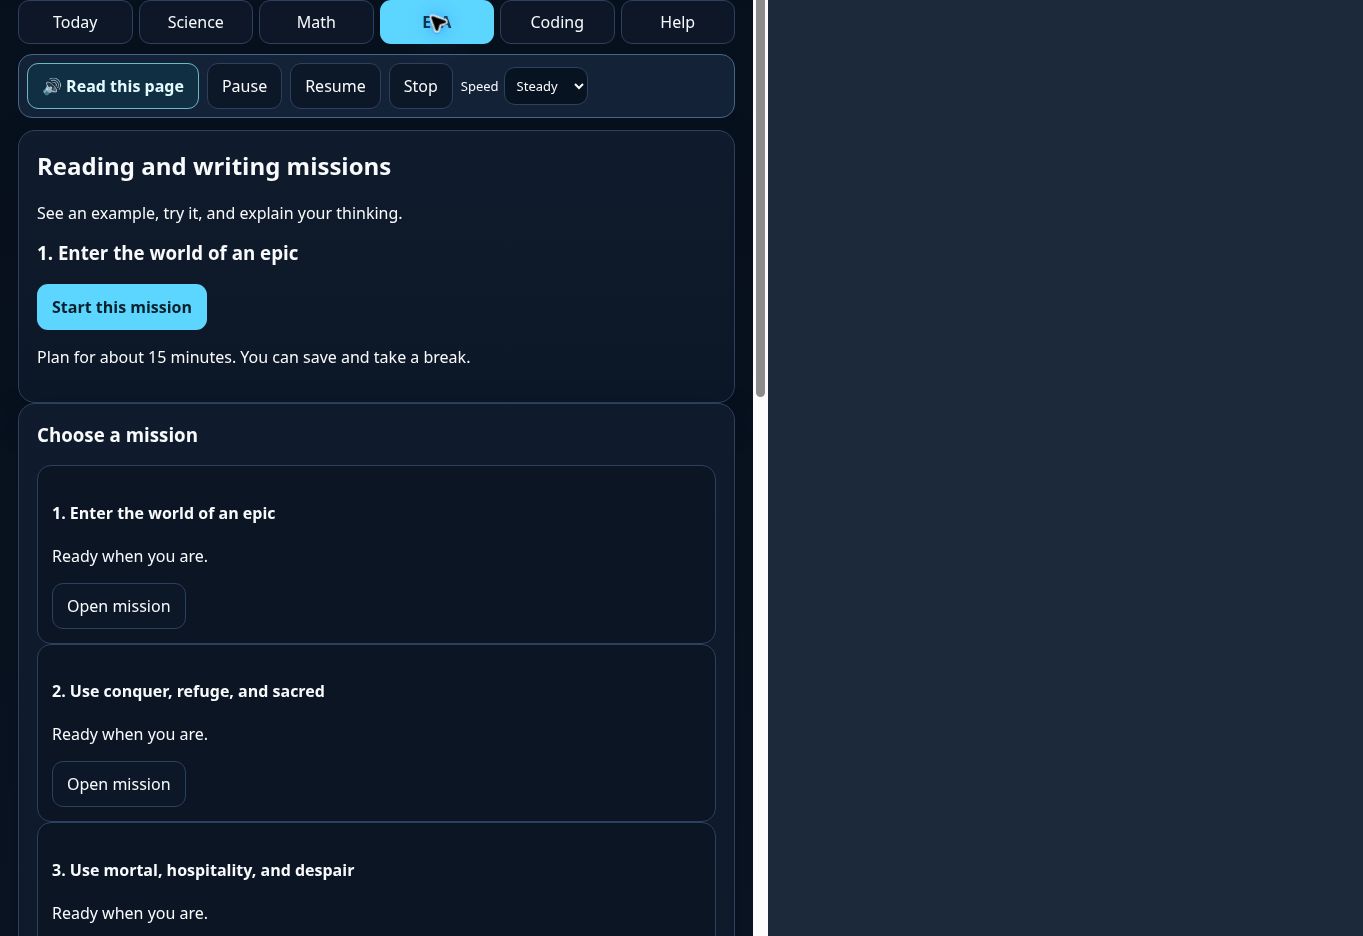 Today Science Math Coding Help
🔊 Read this page Pause Resume Stop Speed Steady
Reading and writing missions
See an example, try it, and explain your thinking.
1. Enter the world of an epic
Start this mission
Plan for about 15 minutes. You can save and take a break.
Choose a mission
1. Enter the world of an epic
Ready when you are.
Open mission
2. Use conquer, refuge, and sacred
Ready when you are.
Open mission
3. Use mortal, hospitality, and despair
Ready when you are.